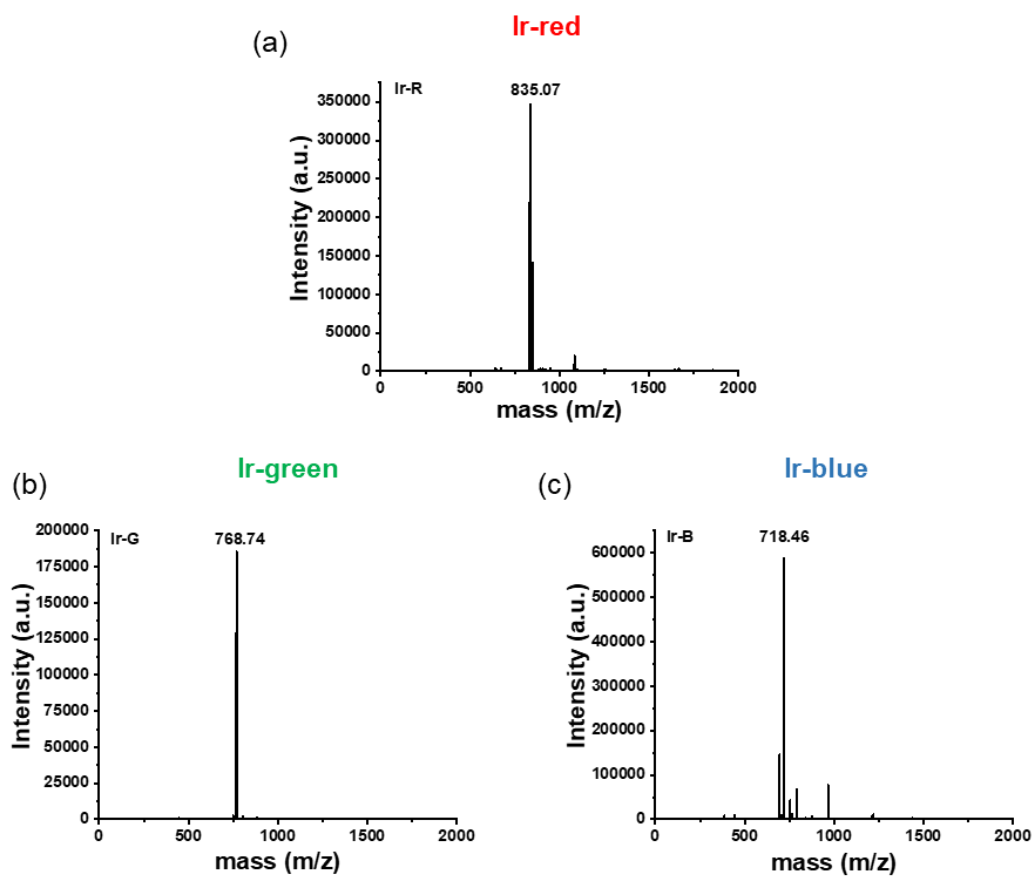 Ir-red
(a)
Ir-R
835.07
350000
300000
250000
200000
150000
100000
50000
0
Intensity (a.u.)
0 500 1000 1500 2000
mass (m/z)
Ir-green
(b)
Ir-G
768.74
200000
175000
150000
125000
100000
75000
50000
25000
0
Intensity (a.u.)
0 500 1000 1500 2000
mass (m/z)
Ir-blue
(c)
Ir-B
718.46
600000
500000
400000
300000
200000
100000
0
Intensity (a.u.)
0 500 1000 1500 2000
mass (m/z)